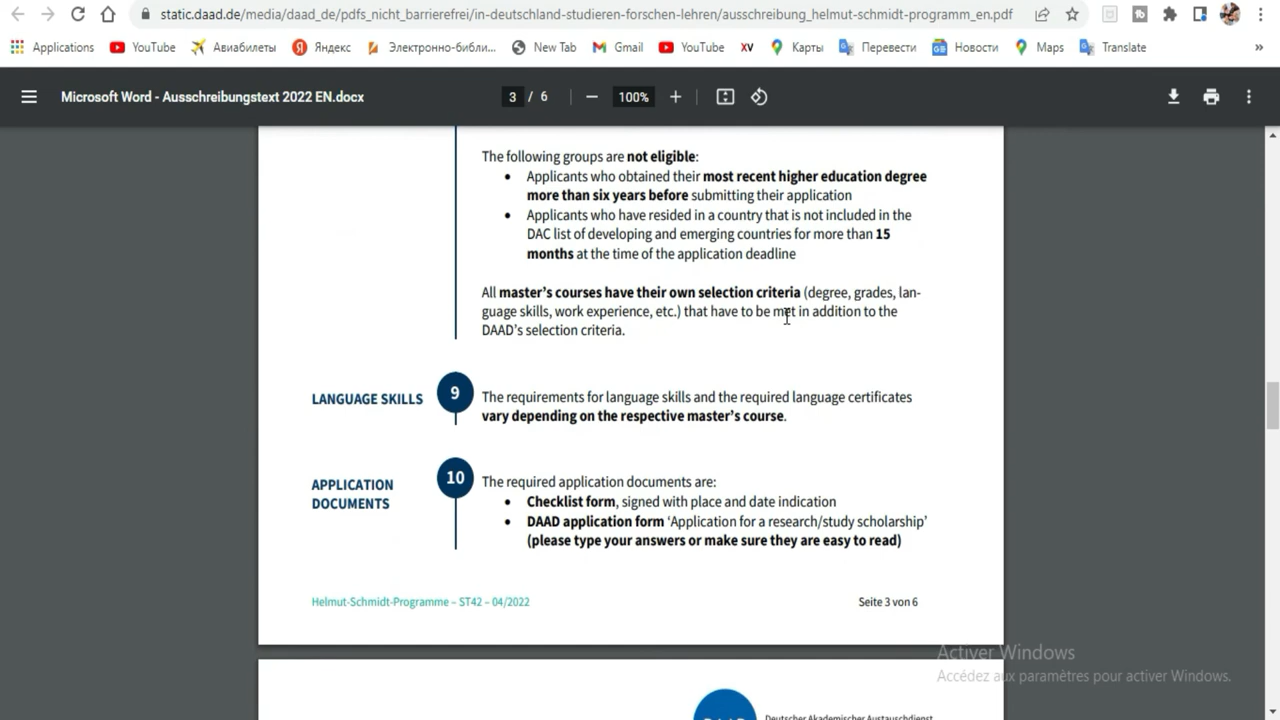 static.daad.de/media/daad_de/pdfs_nicht_barrierefrei/in-deutschland-studieren-forschen-lehren/ausschreibung_helmut-schmidt-programm_en.pdf
Applications YouTube Авиабилеты Яндекс Электронно-библи... New Tab Gmail YouTube XV Карты Перевести Новости Maps Translate »
Microsoft Word - Ausschreibungstext 2022 EN.docx 3 / 6 — 100% +
The following groups are not eligible:
• Applicants who obtained their most recent higher education degree
more than six years before submitting their application
• Applicants who have resided in a country that is not included in the
DAC list of developing and emerging countries for more than 15
months at the time of the application deadline
All master’s courses have their own selection criteria (degree, grades, lan-
guage skills, work experience, etc.) that have to be met in addition to the
DAAD’s selection criteria.
LANGUAGE SKILLS 9 The requirements for language skills and the required language certificates
vary depending on the respective master’s course.
APPLICATION
DOCUMENTS
10 The required application documents are:
• Checklist form, signed with place and date indication
• DAAD application form ‘Application for a research/study scholarship’
(please type your answers or make sure they are easy to read)
Helmut-Schmidt-Programme – ST42 – 04/2022 Seite 3 von 6
Activer Windows
Accédez aux paramètres pour activer Windows.
DAAD Deutscher Akademischer Austauschdienst